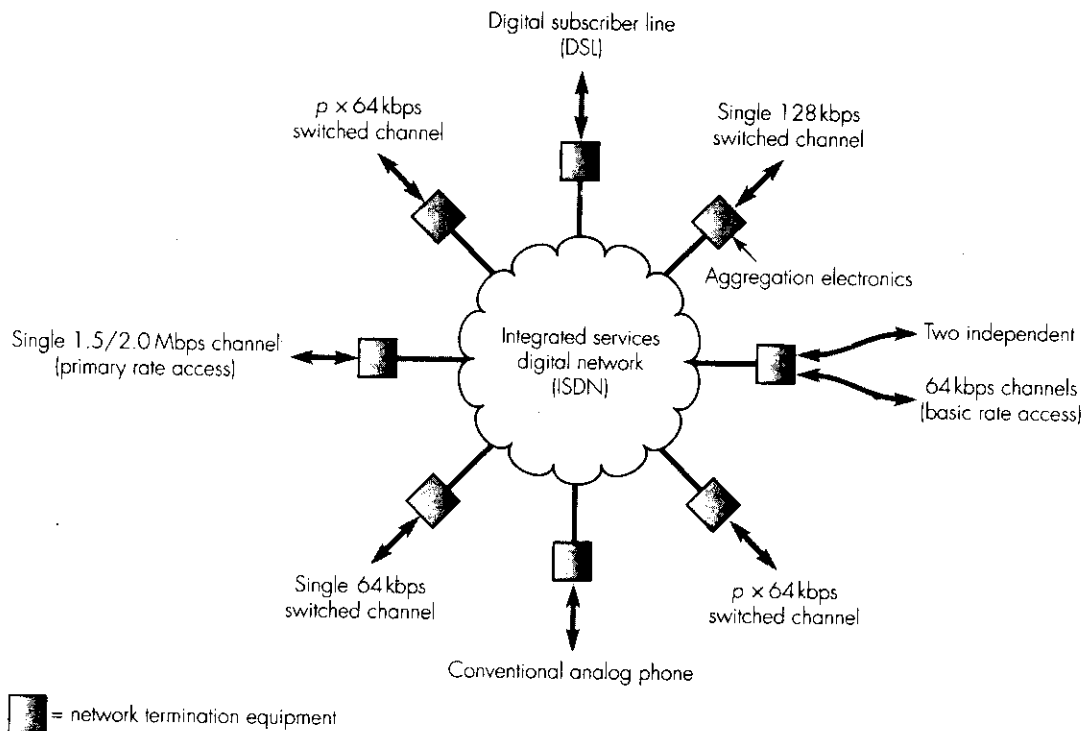 Digital subscriber line
(DSL)
p × 64 kbps
switched channel
Single 128 kbps
switched channel
Aggregation electronics
Single 1.5/2.0 Mbps channel
(primary rate access)
Integrated services
digital network
(ISDN)
Two independent
64 kbps channels
(basic rate access)
Single 64 kbps
switched channel
p × 64 kbps
switched channel
Conventional analog phone
= network termination equipment